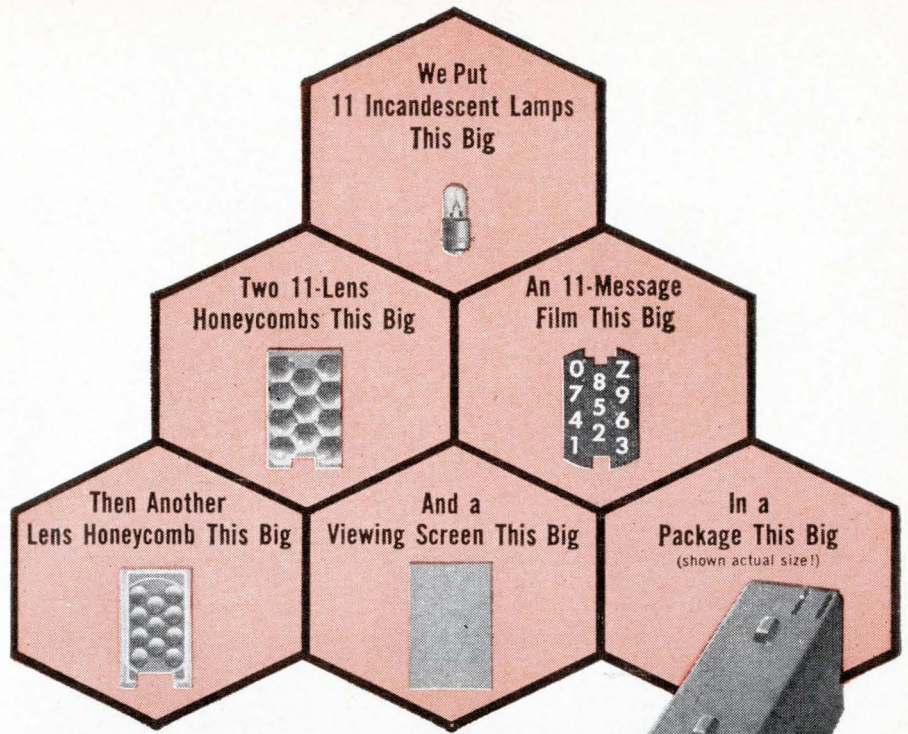 We Put
11 Incandescent Lamps
This Big
Two 11-Lens
Honeycombs This Big
An 11-Message
Film This Big
0 8 Z
7 5 9
4 2 6
1 3
Then Another
Lens Honeycomb This Big
And a
Viewing Screen This Big
In a
Package This Big
(shown actual size!)